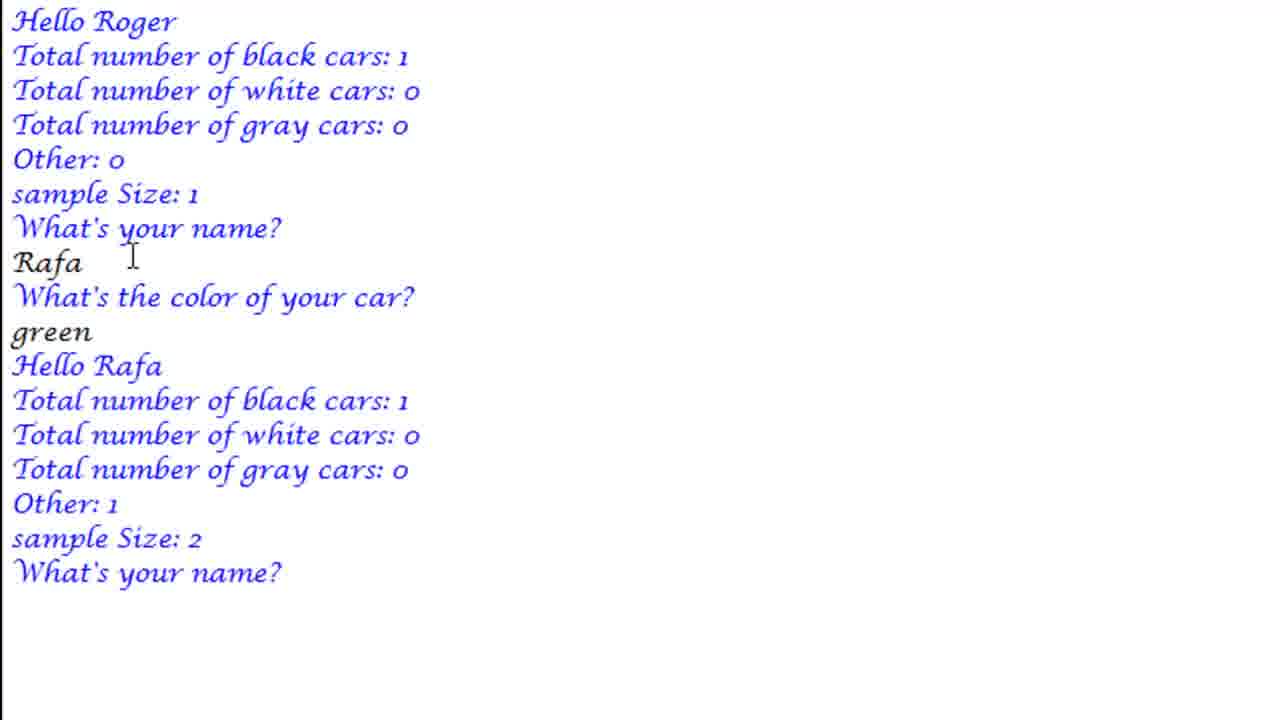 Hello Roger
Total number of black cars: 1
Total number of white cars: 0
Total number of gray cars: 0
Other: 0
sample Size: 1
What's your name?
Rafa
What's the color of your car?
green
Hello Rafa
Total number of black cars: 1
Total number of white cars: 0
Total number of gray cars: 0
Other: 1
sample Size: 2
What's your name?